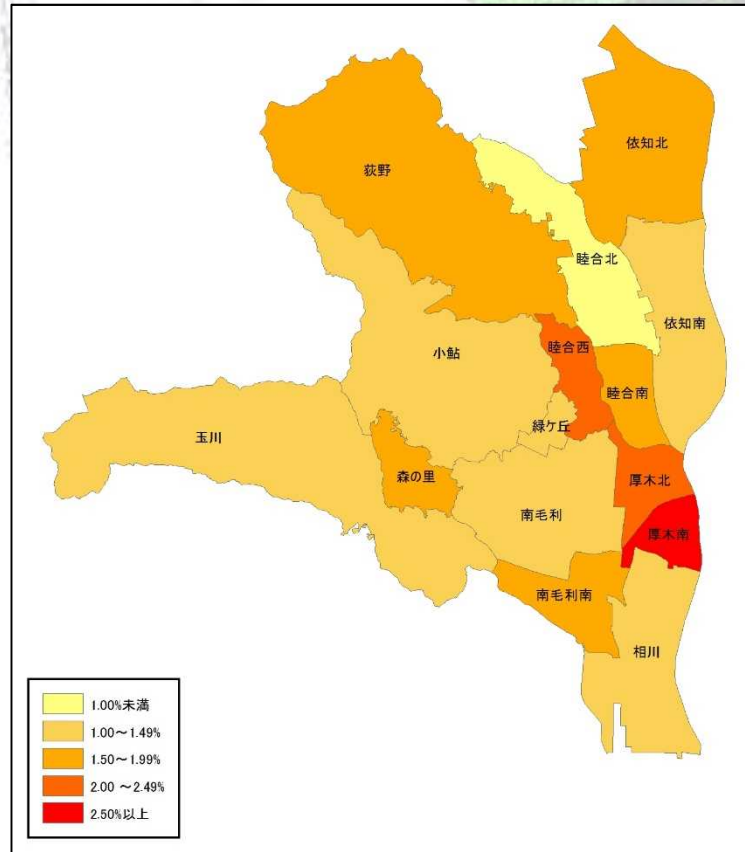 依知北
荻野
睦合北
依知南
睦合西
小鮎
睦合南
緑ケ丘
玉川
森の里
厚木北
南毛利
厚木南
南毛利南
相川
1.00%未満
1.00～1.49%
1.50～1.99%
2.00 ～2.49%
2.50%以上